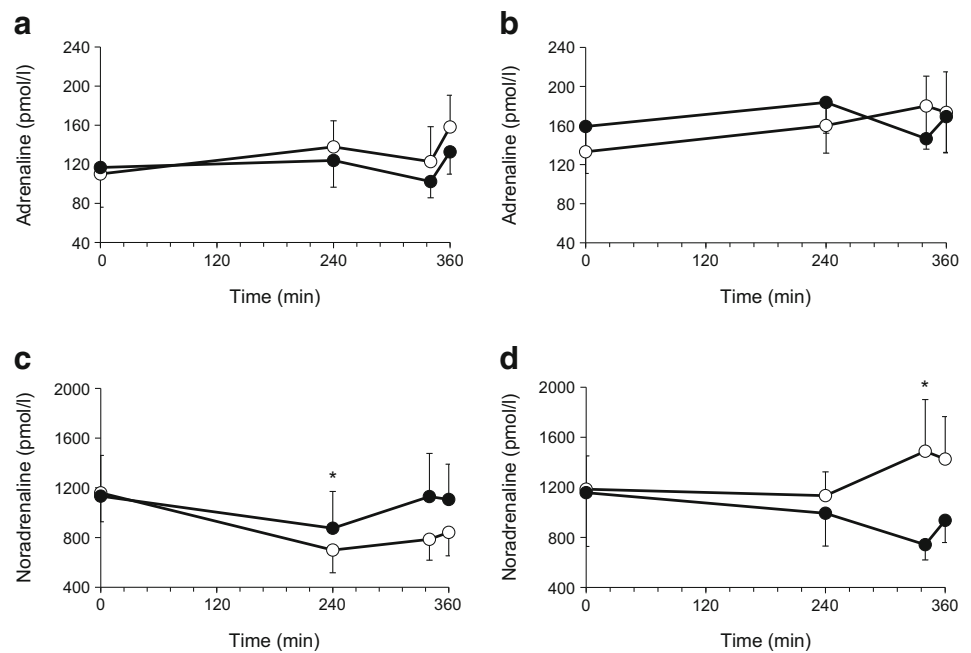 a
240
200
160
120
80
40
Adrenaline (pmol/l)
0 120 240 360
Time (min)
b
240
200
160
120
80
40
Adrenaline (pmol/l)
0 120 240 360
Time (min)
c
2000
1600
1200
800
400
Noradrenaline (pmol/l)
*
0 120 240 360
Time (min)
d
2000
1600
1200
800
400
Noradrenaline (pmol/l)
*
0 120 240 360
Time (min)